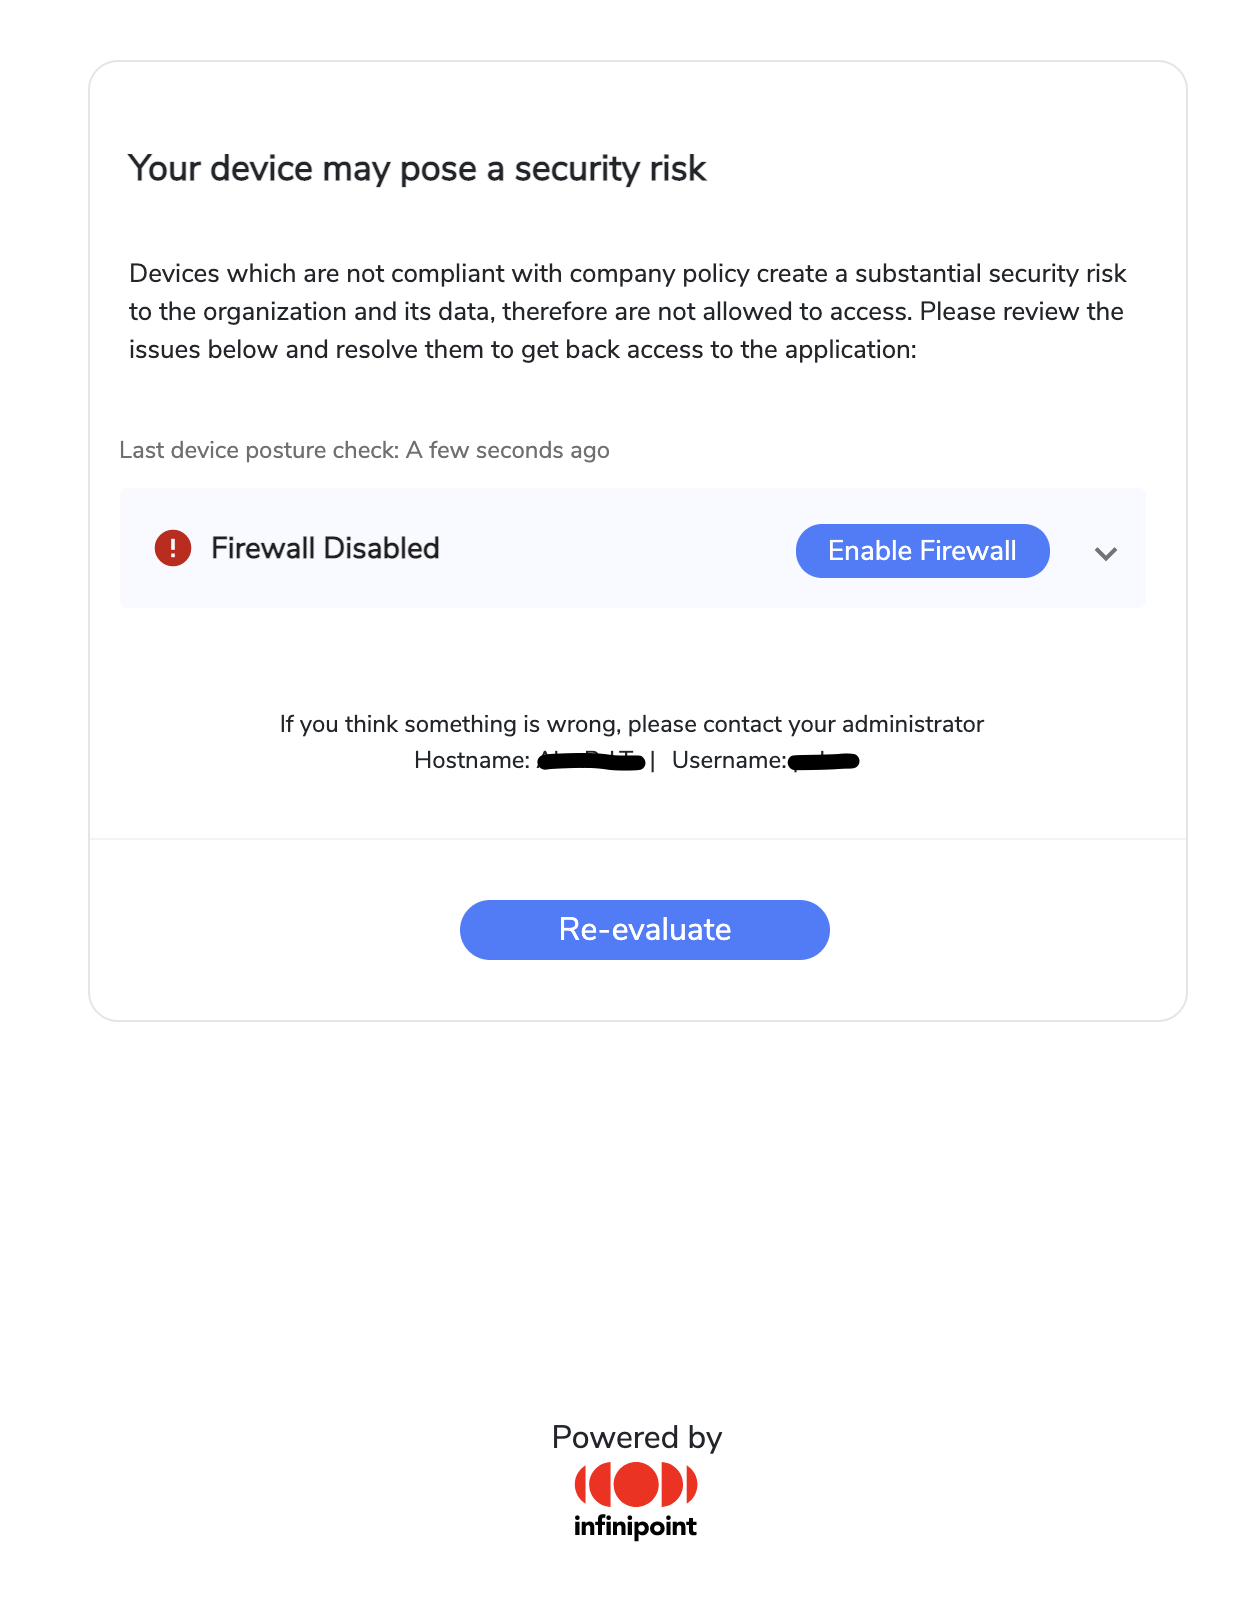 Your device may pose a security risk
Devices which are not compliant with company policy create a substantial security risk
to the organization and its data, therefore are not allowed to access. Please review the
issues below and resolve them to get back access to the application:
Last device posture check: A few seconds ago
Firewall Disabled
Enable Firewall
If you think something is wrong, please contact your administrator
Hostname: | Username:
Re-evaluate
Powered by
infinipoint